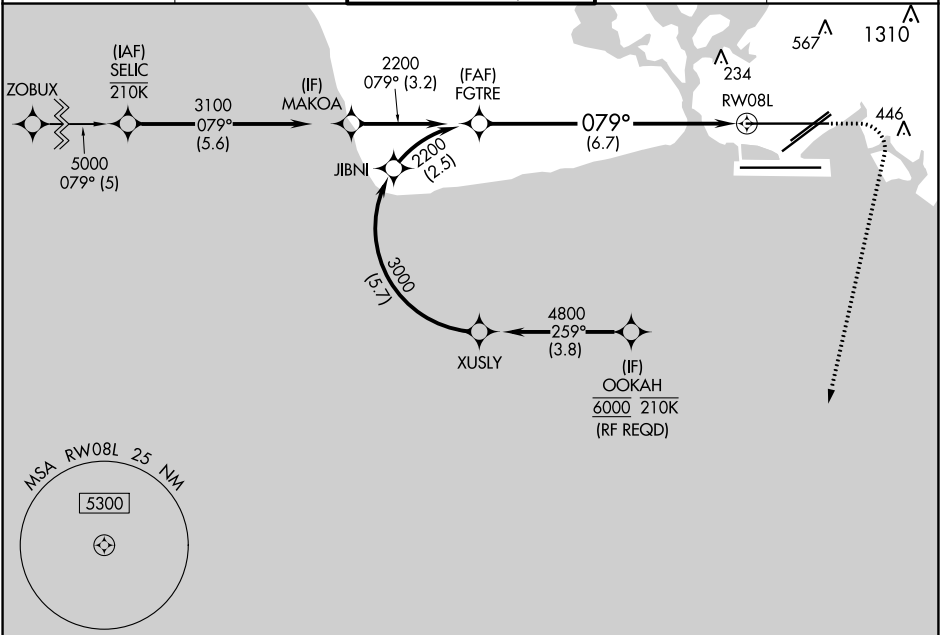 1310
567
234
446
RW08L
ZOBUX
5000
079° (5)
(IAF)
SELIC
210K
3100
079°
(5.6)
(IF)
MAKOA
2200
079° (3.2)
(FAF)
FGTRE
079°
(6.7)
JIBNI
2200
(2.5)
3000
(5.7)
XUSLY
4800
259°
(3.8)
(IF)
OOKAH
6000 210K
(RF REQD)
MSA RW08L 25 NM
5300